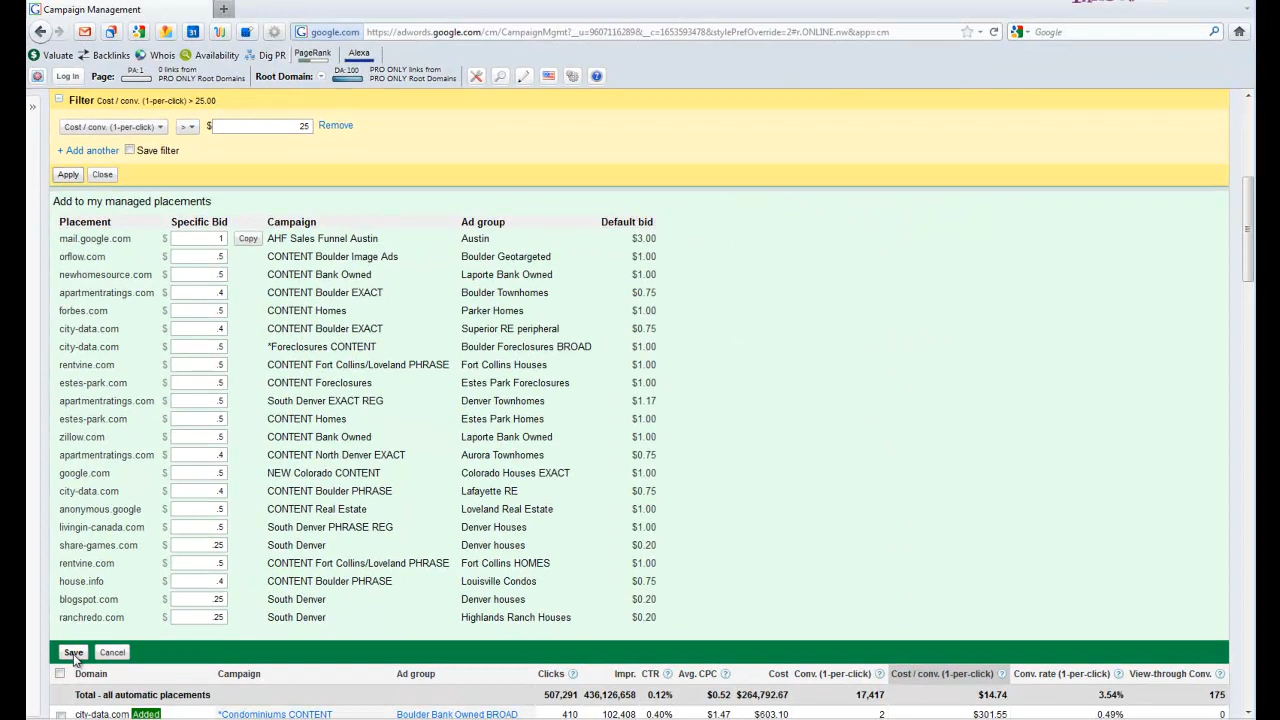 Campaign Management
google.com https://adwords.google.com/cm/CampaignMgmt?_u=9607116289&__c=1653593478&stylePrefOverride=2#r.ONLINE.nw&app=cm
Google
Valuate Backlinks Whois Availability Dig PR PageRank Alexa
Log In Page: PA:1 0 links from PRO ONLY Root Domains Root Domain: DA:100 PRO ONLY links from PRO ONLY Root Domains
Filter Cost / conv. (1-per-click) > 25.00
Cost / conv. (1-per-click) > $ 25 Remove
+ Add another Save filter
Apply Close
Add to my managed placements
Placement Specific Bid Campaign Ad group Default bid
mail.google.com $ 1 Copy AHF Sales Funnel Austin Austin $3.00
orflow.com $ .5 CONTENT Boulder Image Ads Boulder Geotargeted $1.00
newhomesource.com $ .5 CONTENT Bank Owned Laporte Bank Owned $1.00
apartmentratings.com $ .4 CONTENT Boulder EXACT Boulder Townhomes $0.75
forbes.com $ .5 CONTENT Homes Parker Homes $1.00
city-data.com $ .4 CONTENT Boulder EXACT Superior RE peripheral $0.75
city-data.com $ .5 *Foreclosures CONTENT Boulder Foreclosures BROAD $1.00
rentvine.com $ .5 CONTENT Fort Collins/Loveland PHRASE Fort Collins Houses $1.00
estes-park.com $ .5 CONTENT Foreclosures Estes Park Foreclosures $1.00
apartmentratings.com $ .5 South Denver EXACT REG Denver Townhomes $1.17
estes-park.com $ .5 CONTENT Homes Estes Park Homes $1.00
zillow.com $ .5 CONTENT Bank Owned Laporte Bank Owned $1.00
apartmentratings.com $ .4 CONTENT North Denver EXACT Aurora Townhomes $0.75
google.com $ .5 NEW Colorado CONTENT Colorado Houses EXACT $1.00
city-data.com $ .4 CONTENT Boulder PHRASE Lafayette RE $0.75
anonymous.google $ .5 CONTENT Real Estate Loveland Real Estate $1.00
livingin-canada.com $ .5 South Denver PHRASE REG Denver Houses $1.00
share-games.com $ .25 South Denver Denver houses $0.20
rentvine.com $ .5 CONTENT Fort Collins/Loveland PHRASE Fort Collins HOMES $1.00
house.info $ .4 CONTENT Boulder PHRASE Louisville Condos $0.75
blogspot.com $ .25 South Denver Denver houses $0.20
ranchredo.com $ .25 South Denver Highlands Ranch Houses $0.20
Save Cancel
Domain Campaign Ad group Clicks Impr. CTR Avg. CPC Cost Conv. (1-per-click) Cost / conv. (1-per-click) Conv. rate (1-per-click) View-through Conv.
Total - all automatic placements 507,291 436,126,658 0.12% $0.52 $264,792.67 17,417 $14.74 3.54% 175
city-data.com Added *Condominiums CONTENT Boulder Bank Owned BROAD 410 102,408 0.40% $1.47 $603.10 2 $301.55 0.49% 0